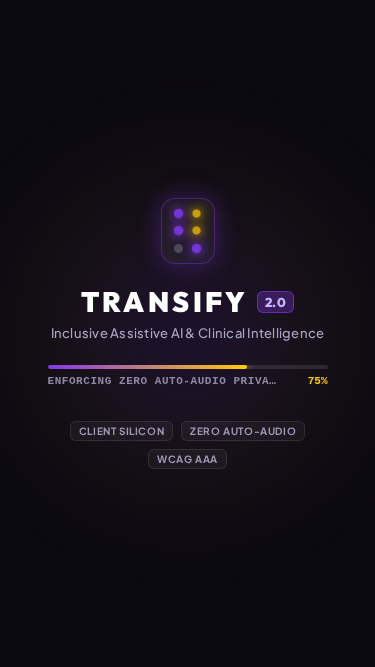 TRANSIFY 2.0
Inclusive Assistive AI & Clinical Intelligence
ENFORCING ZERO AUTO-AUDIO PRIVA… 75%
CLIENT SILICON ZERO AUTO-AUDIO
WCAG AAA